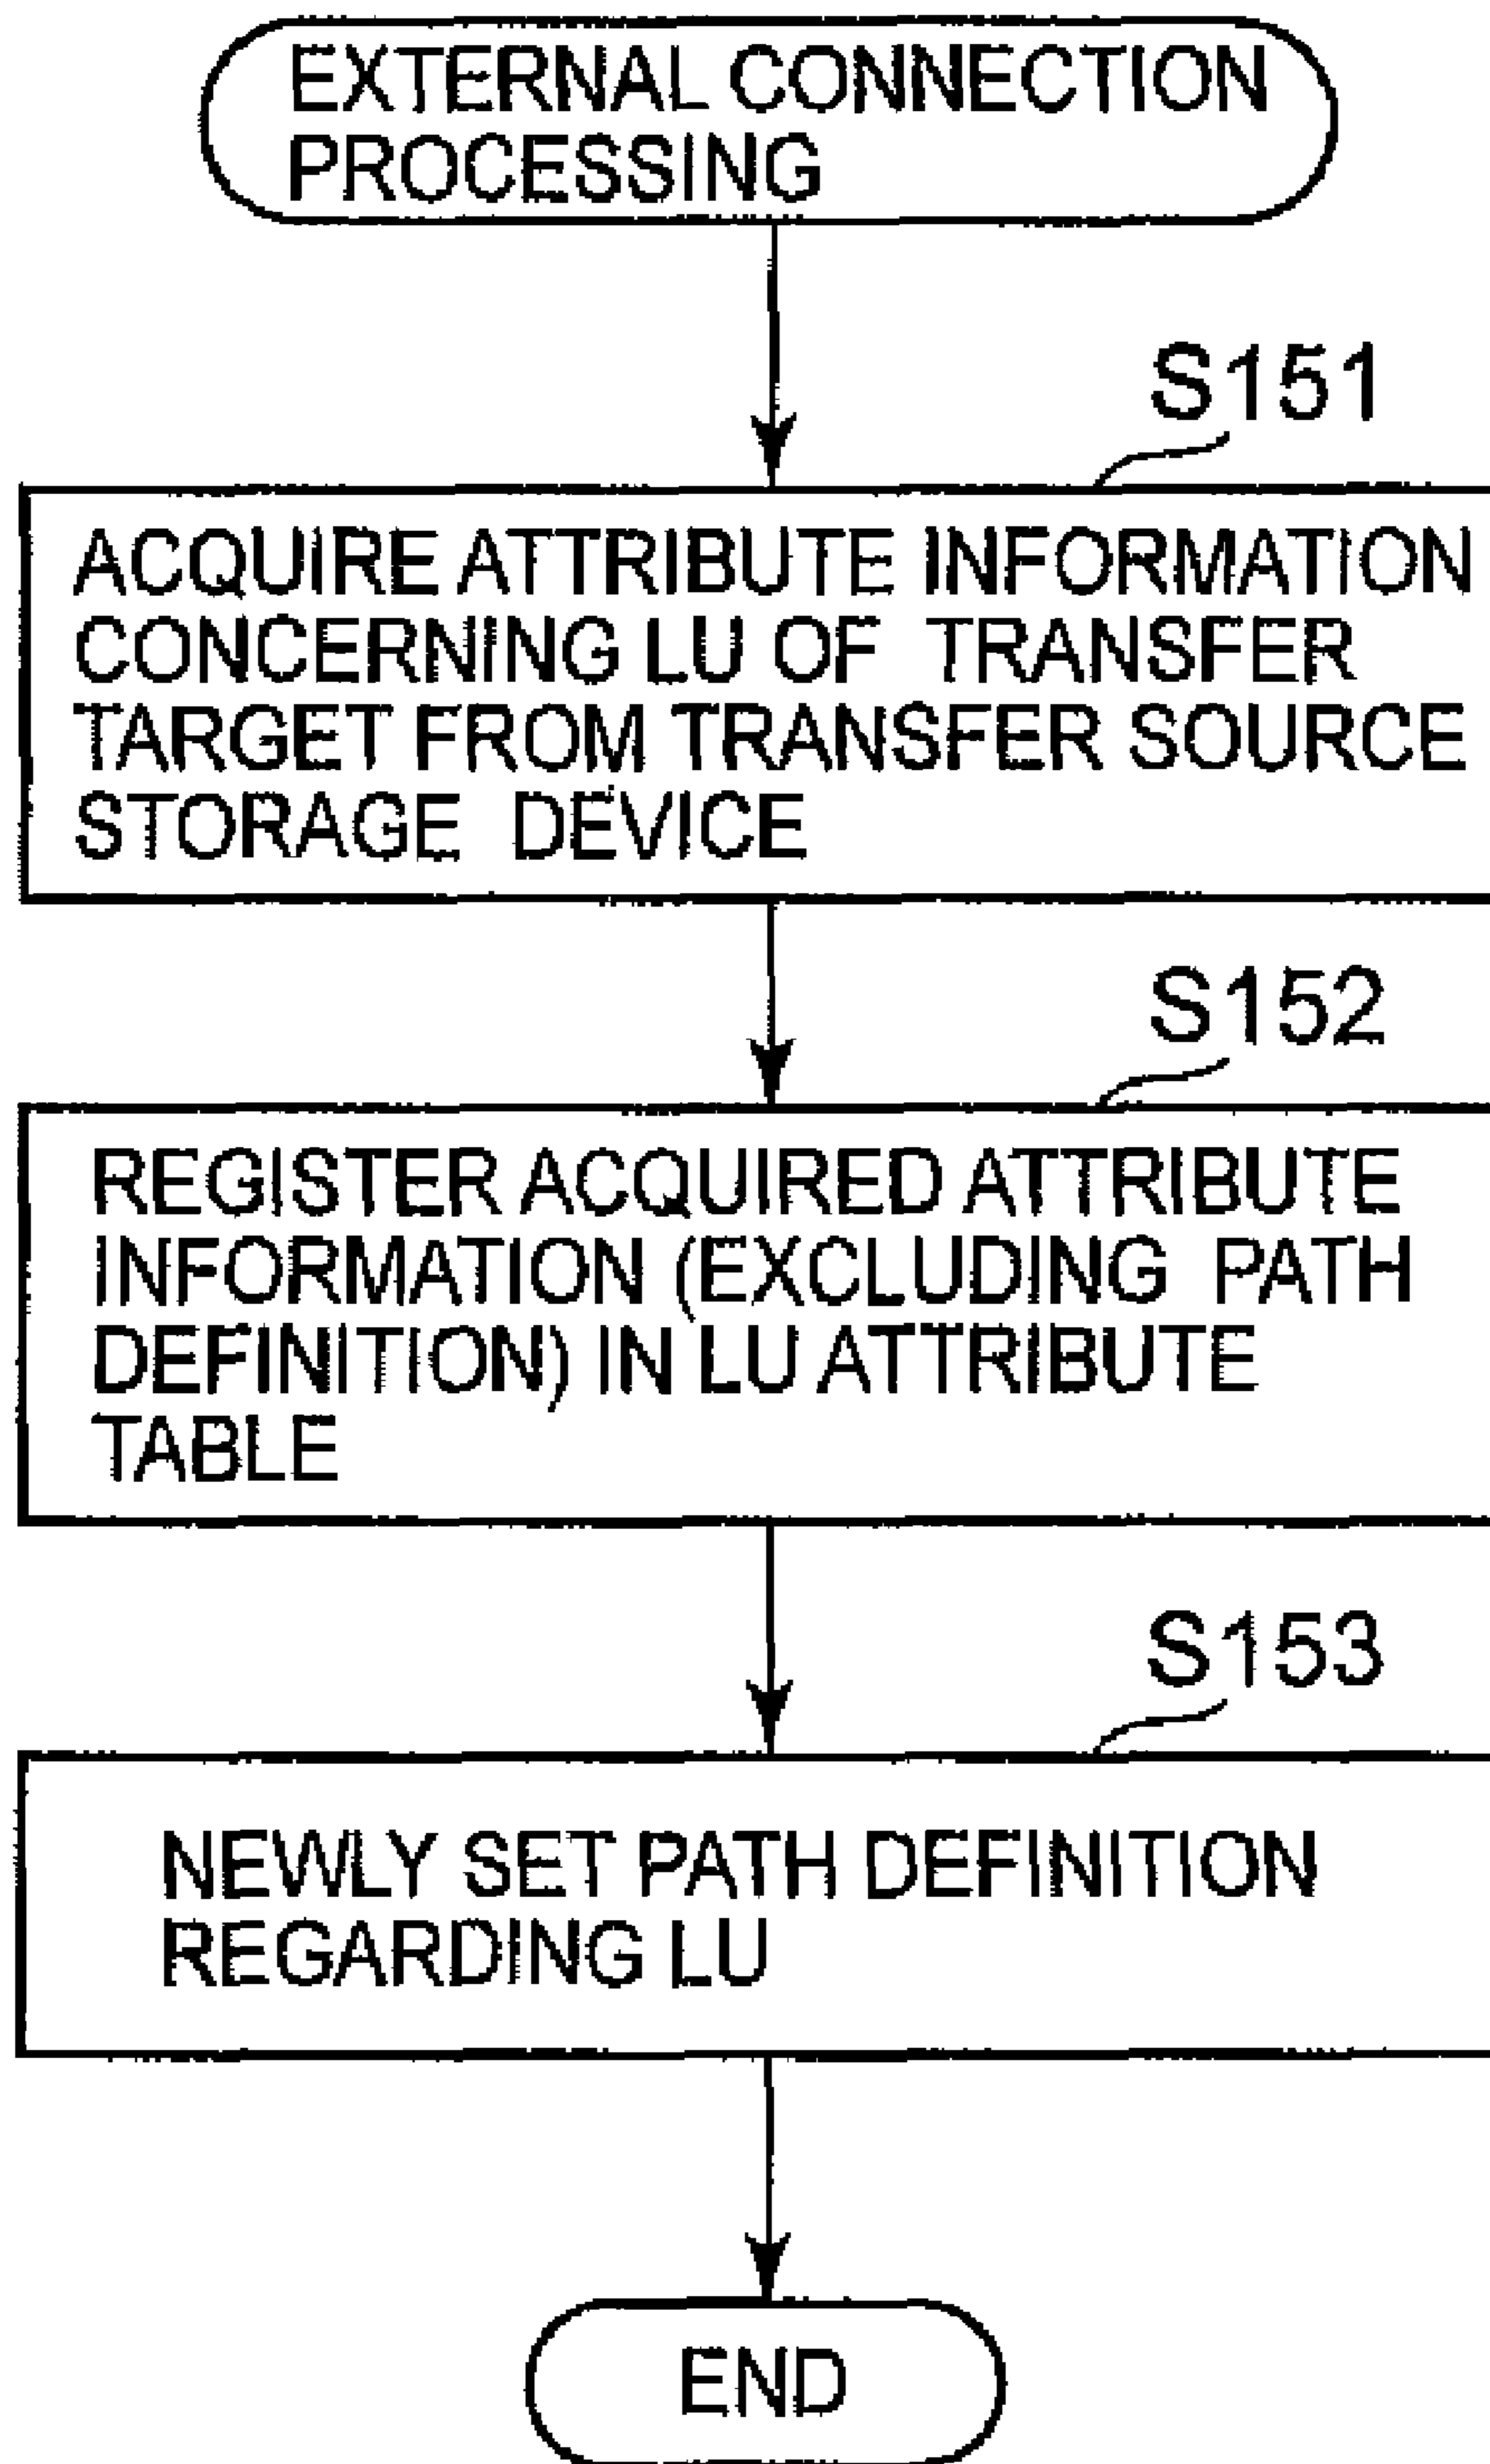 EXTERNAL CONNECTION
PROCESSING
S151
ACQUIRE ATTRIBUTE INFORMATION
CONCERNING LU OF TRANSFER
TARGET FROM TRANSFER SOURCE
STORAGE DEVICE
S152
REGISTER ACQUIRED ATTRIBUTE
INFORMATION (EXCLUDING PATH
DEFINITION) IN LU ATTRIBUTE
TABLE
S153
NEWLY SET PATH DEFINITION
REGARDING LU
END